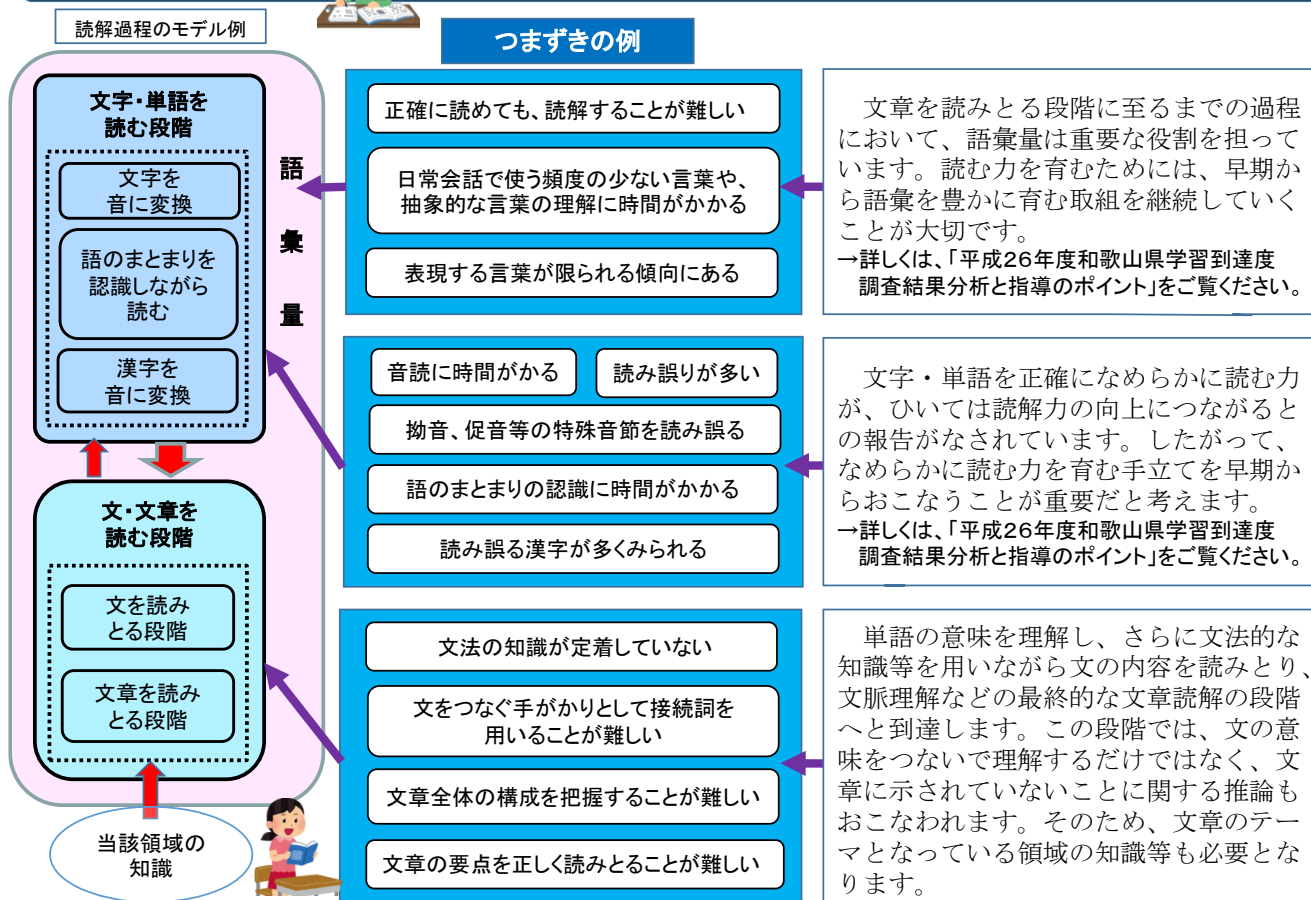 読解過程のモデル例
文字・単語を
読む段階
文字を
音に変換
語のまとまりを
認識しながら
読む
漢字を
音に変換
語彙量
文・文章を
読む段階
文を読み
とる段階
文章を読み
とる段階
当該領域の
知識
つまずきの例
正確に読めても、読解することが難しい
日常会話で使う頻度の少ない言葉や、
抽象的な言葉の理解に時間がかかる
表現する言葉が限られる傾向にある
文章を読みとる段階に至るまでの過程
において、語彙量は重要な役割を担って
います。読む力を育むためには、早期か
ら語彙を豊かに育む取組を継続していく
ことが大切です。
→詳しくは、「平成26年度和歌山県学習到達度
調査結果分析と指導のポイント」をご覧ください。
音読に時間がかる
読み誤りが多い
拗音、促音等の特殊音節を読み誤る
語のまとまりの認識に時間がかかる
読み誤る漢字が多くみられる
文字・単語を正確になめらかに読む力
が、ひいては読解力の向上につながると
の報告がなされています。したがって、
なめらかに読む力を育む手立てを早期か
らおこなうことが重要だと考えます。
→詳しくは、「平成26年度和歌山県学習到達度
調査結果分析と指導のポイント」をご覧ください。
文法の知識が定着していない
文をつなぐ手がかりとして接続詞を
用いることが難しい
文章全体の構成を把握することが難しい
文章の要点を正しく読みとることが難しい
単語の意味を理解し、さらに文法的な
知識等を用いながら文の内容を読みとり、
文脈理解などの最終的な文章読解の段階
へと到達します。この段階では、文の意
味をつないで理解するだけではなく、文
章に示されていないことに関する推論も
おこなわれます。そのため、文章のテー
マとなっている領域の知識等も必要とな
ります。